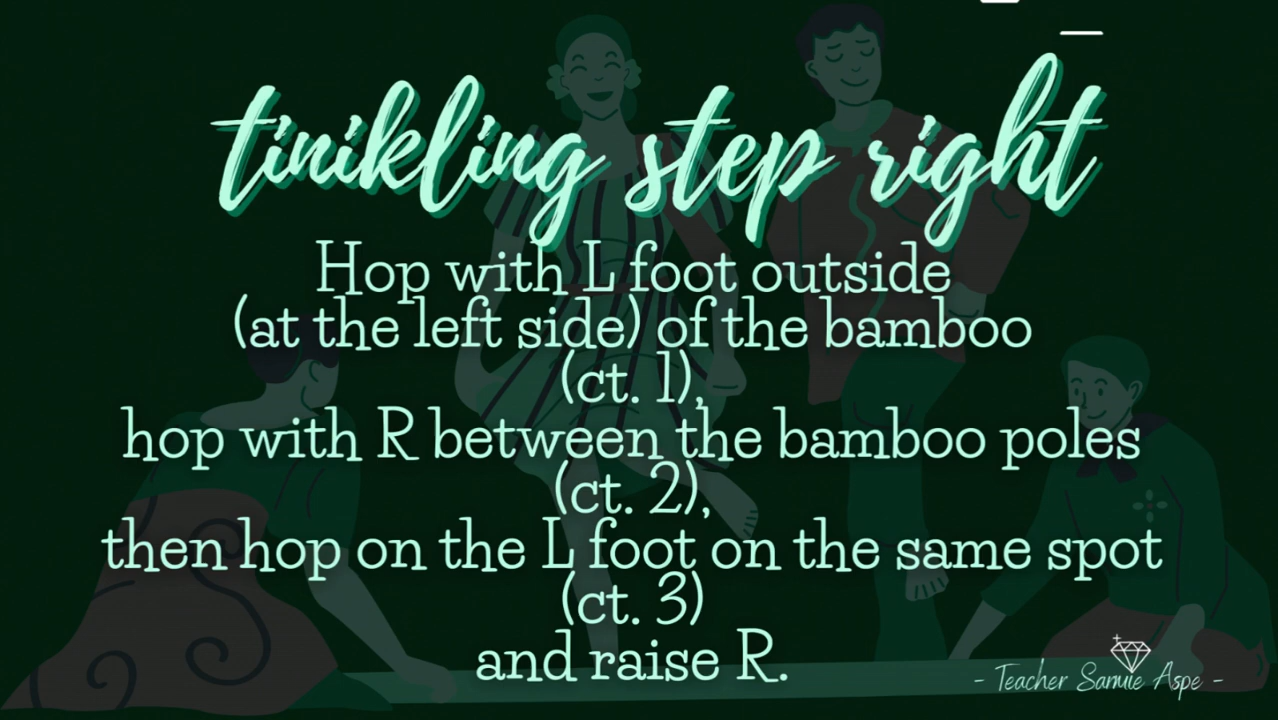 tinikling step right
Hop with L foot outside
(at the left side) of the bamboo
(ct. 1),
hop with R between the bamboo poles
(ct. 2),
then hop on the L foot on the same spot
(ct. 3)
and raise R.
- Teacher Samie Aspe -